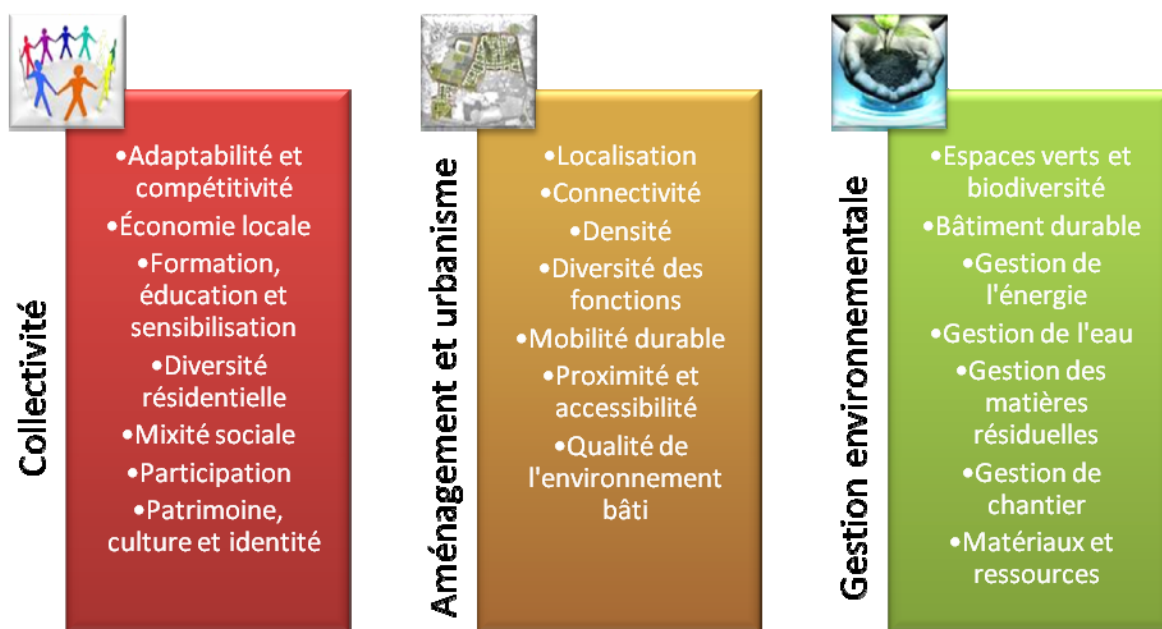 Collectivité
•Adaptabilité et
compétitivité
•Économie locale
•Formation,
éducation et
sensibilisation
•Diversité
résidentielle
•Mixité sociale
•Participation
•Patrimoine,
culture et identité
Aménagement et urbanisme
•Localisation
•Connectivité
•Densité
•Diversité des
fonctions
•Mobilité durable
•Proximité et
accessibilité
•Qualité de
l'environnement
bâti
Gestion environnementale
•Espaces verts et
biodiversité
•Bâtiment durable
•Gestion de
l'énergie
•Gestion de l'eau
•Gestion des
matières
résiduelles
•Gestion de
chantier
•Matériaux et
ressources